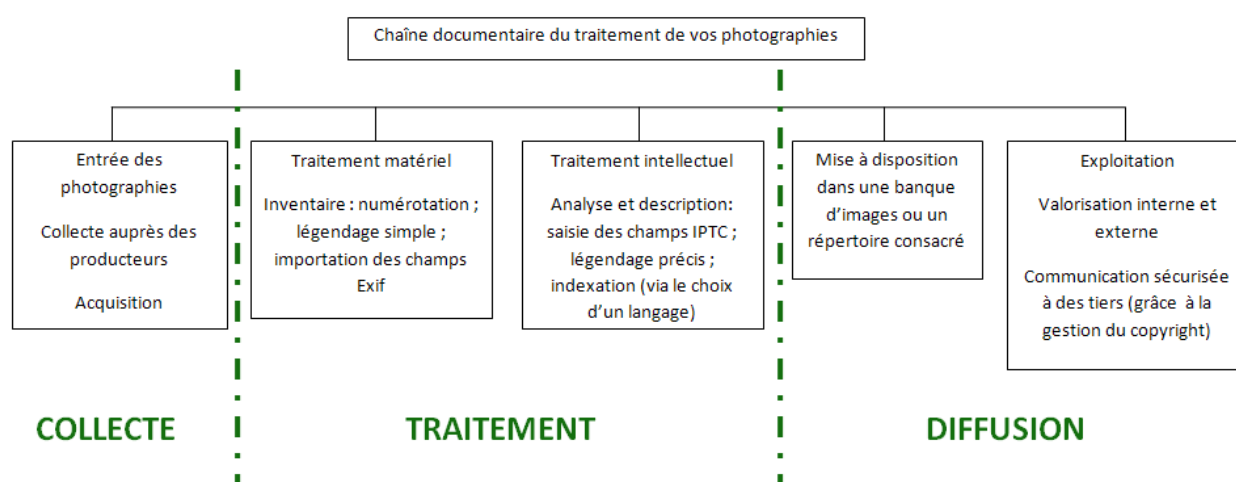 Chaîne documentaire du traitement de vos photographies
Entrée des
photographies
Collecte auprès des
producteurs
Acquisition
Traitement matériel
Inventaire : numérotation ;
légendage simple ;
importation des champs
Exif
Traitement intellectuel
Analyse et description:
saisie des champs IPTC ;
légendage précis ;
indexation (via le choix
d'un langage)
Mise à disposition
dans une banque
d'images ou un
répertoire consacré
Exploitation
Valorisation interne et
externe
Communication sécurisée
à des tiers (grâce à la
gestion du copyright)
COLLECTE
TRAITEMENT
DIFFUSION